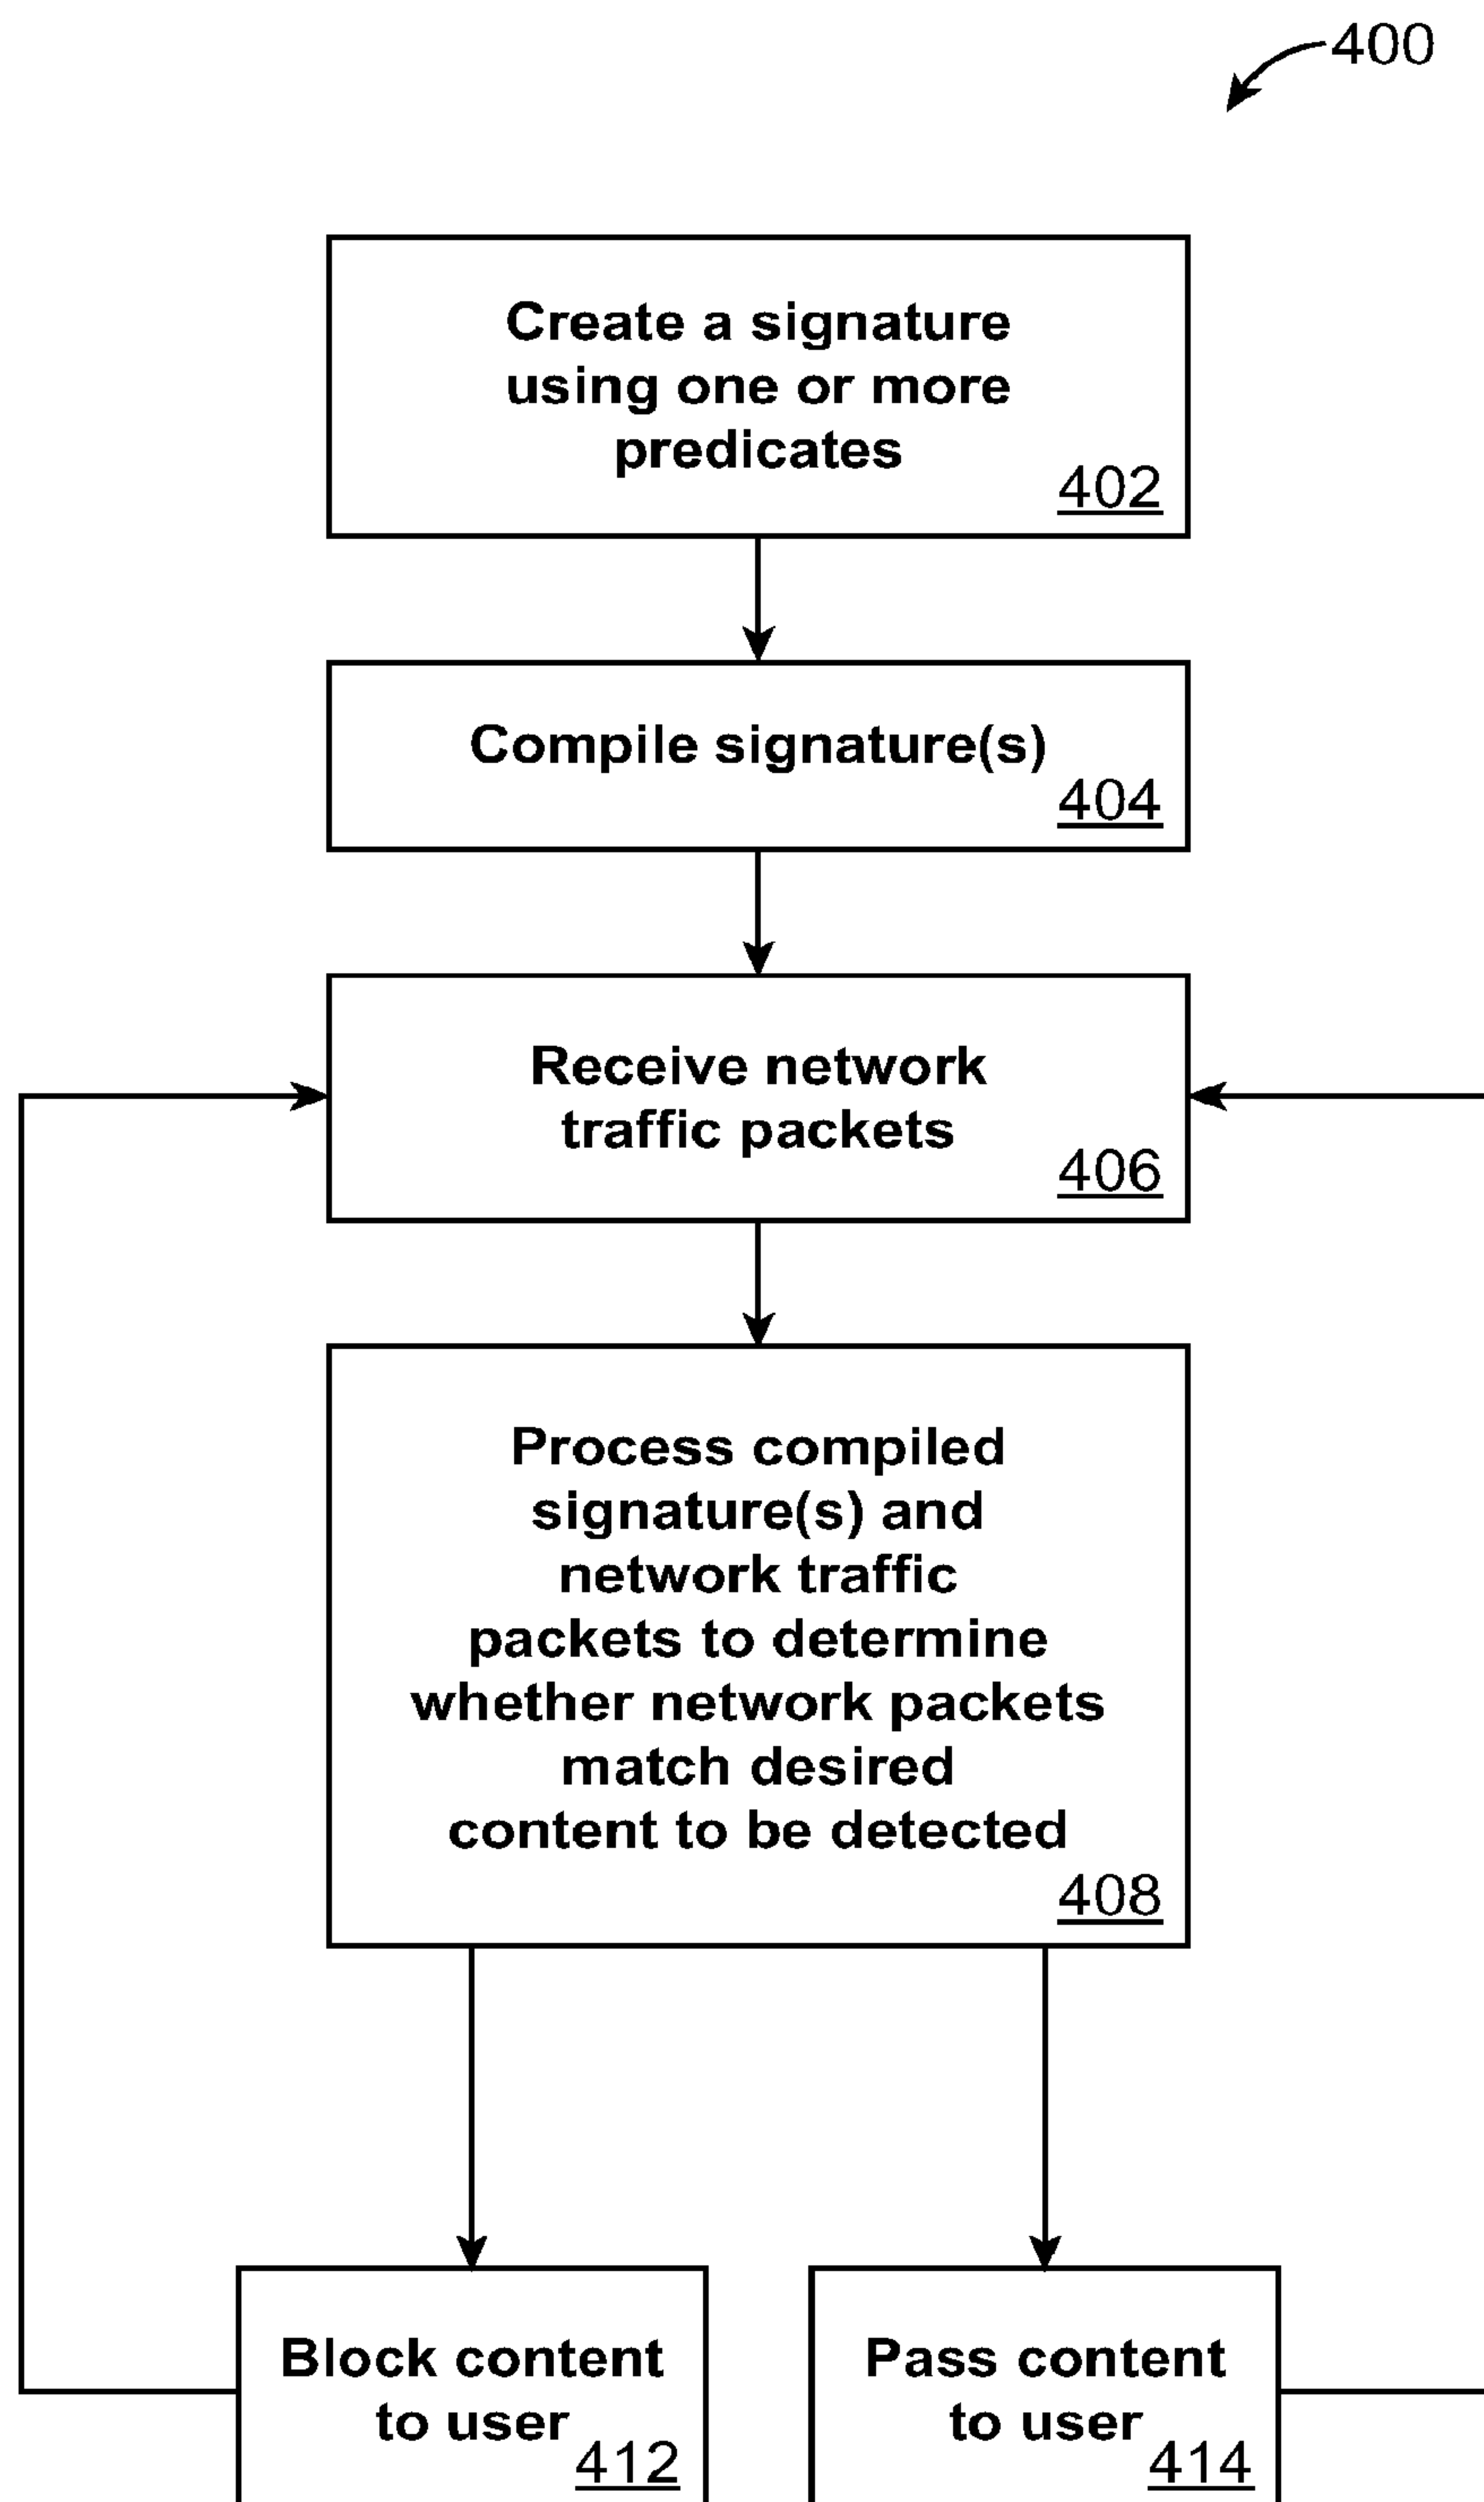 400
Create a signature
using one or more
predicates
402
Compile signature(s)
404
Receive network
traffic packets
406
Process compiled
signature(s) and
network traffic
packets to determine
whether network packets
match desired
content to be detected
408
Block content
to user
412
Pass content
to user
414